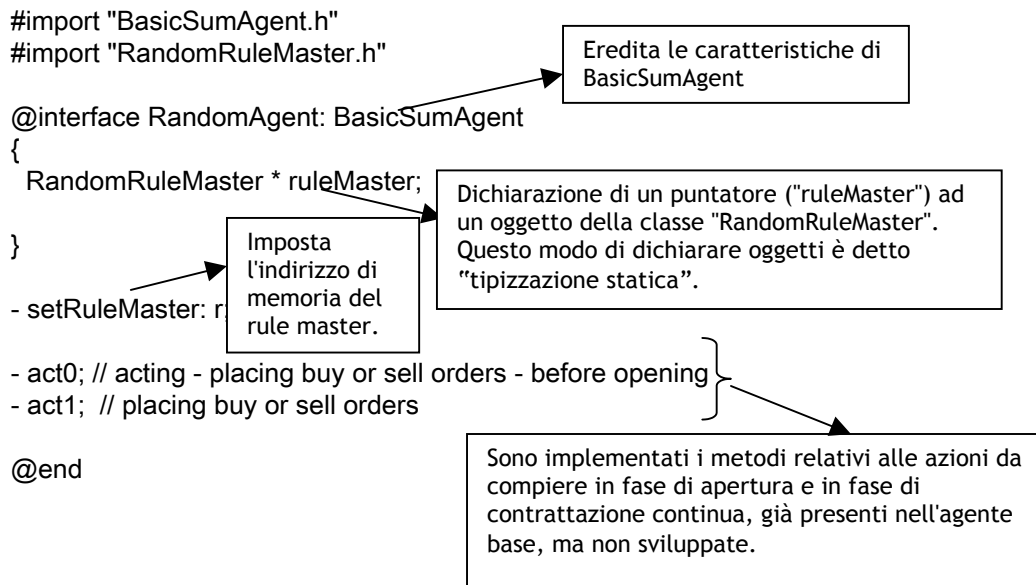 #import "BasicSumAgent.h"
#import "RandomRuleMaster.h"
Eredita le caratteristiche di
BasicSumAgent
@interface RandomAgent: BasicSumAgent
{
RandomRuleMaster * ruleMaster;
Dichiarazione di un puntatore ("ruleMaster") ad
un oggetto della classe "RandomRuleMaster".
Questo modo di dichiarare oggetti è detto
“tipizzazione statica”.
}
Imposta
l'indirizzo di
memoria del
rule master.
- setRuleMaster: r;
- act0; // acting - placing buy or sell orders - before opening
- act1; // placing buy or sell orders
@end
Sono implementati i metodi relativi alle azioni da
compiere in fase di apertura e in fase di
contrattazione continua, già presenti nell'agente
base, ma non sviluppate.